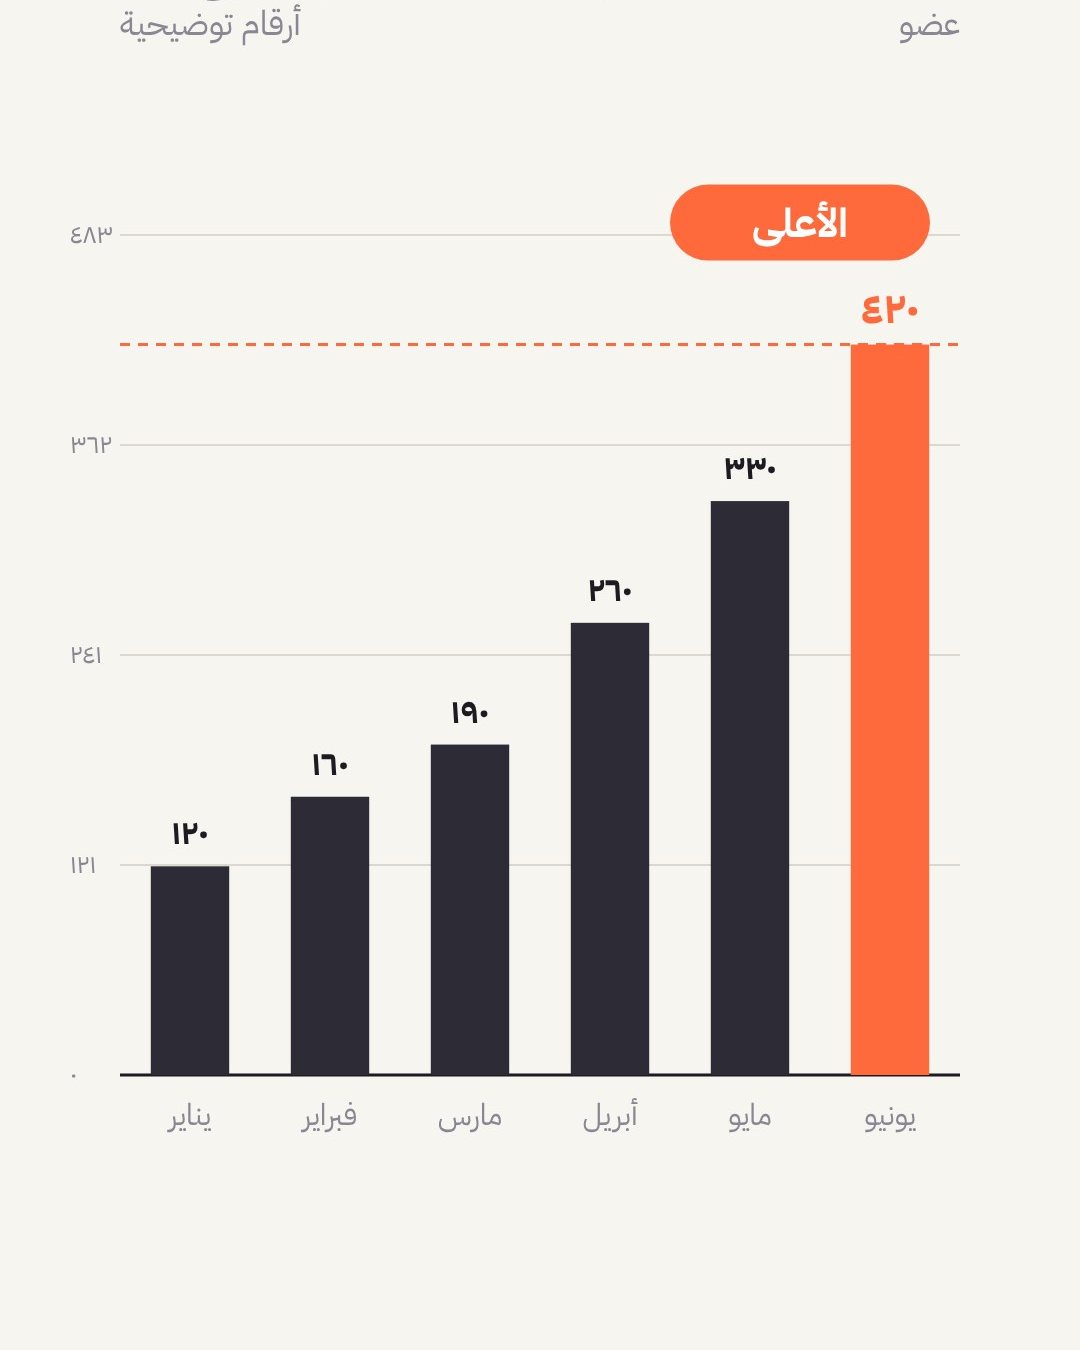 عضو
أرقام توضيحية
الأعلى
٤٨٣
٤٢٠
٣٦٢
٣٣٠
٢٦٠
٢٤١
١٩٠
١٦٠
١٢٠
١٢١
٠
يناير
فبراير
مارس
أبريل
مايو
يونيو